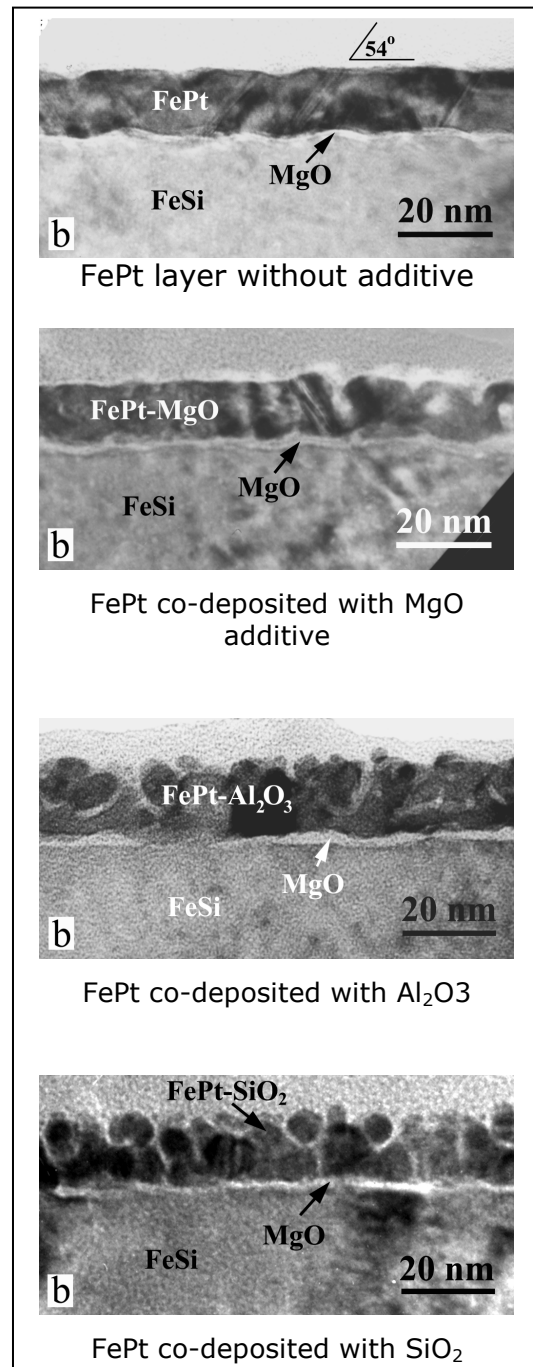 54°
FePt
MgO
FeSi
20 nm
b
FePt layer without additive
FePt-MgO
MgO
FeSi
20 nm
b
FePt co-deposited with MgO
additive
FePt-Al₂O₃
MgO
FeSi
20 nm
b
FePt co-deposited with Al₂O3
FePt-SiO₂
MgO
FeSi
20 nm
b
FePt co-deposited with SiO₂